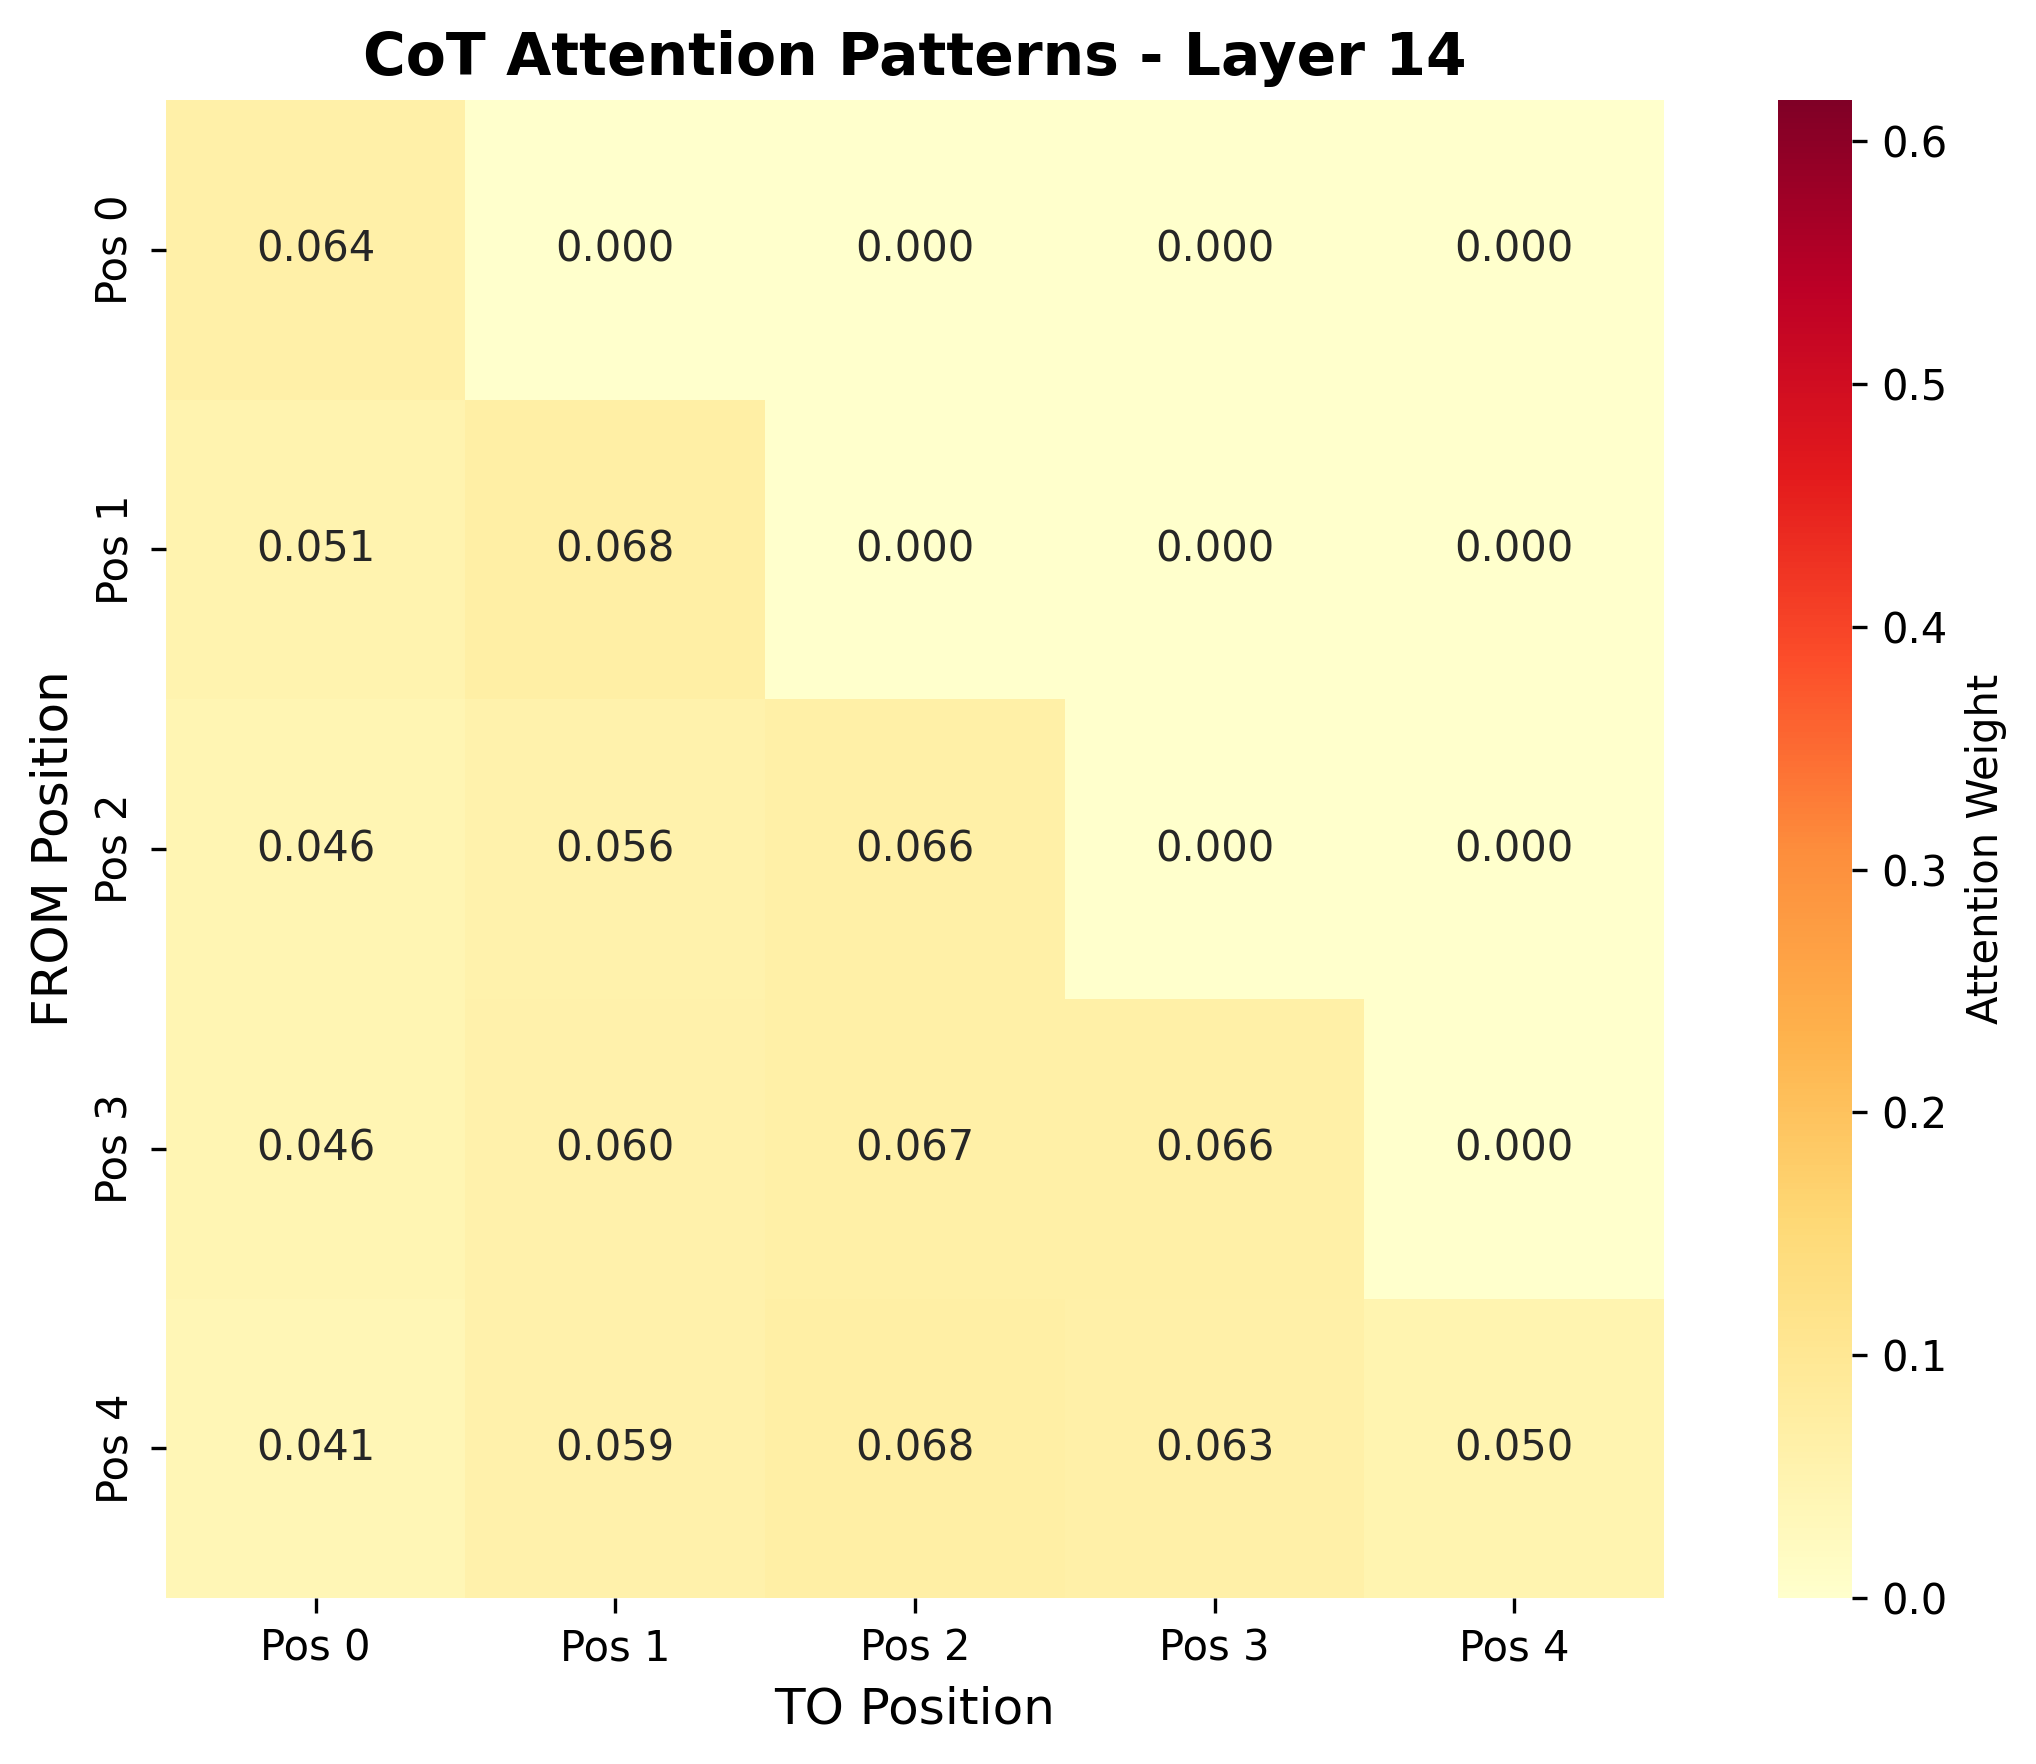 CoT Attention Patterns - Layer 14
FROM Position
Pos 0
0.064 0.000 0.000 0.000 0.000
Pos 1
0.051 0.068 0.000 0.000 0.000
Pos 2
0.046 0.056 0.066 0.000 0.000
Pos 3
0.046 0.060 0.067 0.066 0.000
Pos 4
0.041 0.059 0.068 0.063 0.050
Pos 0 Pos 1 Pos 2 Pos 3 Pos 4
TO Position
0.6
0.5
0.4
0.3
0.2
0.1
0.0
Attention Weight